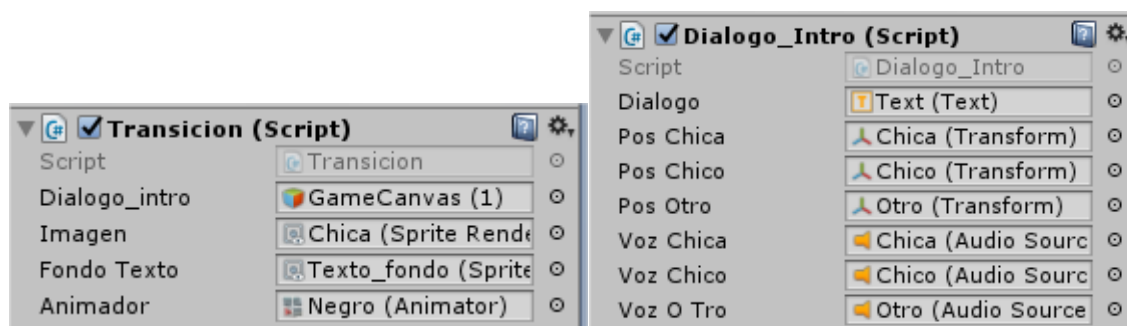 Transicion (Script)
Script Transicion
Dialogo_intro GameCanvas (1)
Imagen Chica (Sprite Rende
Fondo Texto Texto_fondo (Sprite
Animador Negro (Animator)
Dialogo_Intro (Script)
Script Dialogo_Intro
Dialogo Text (Text)
Pos Chica Chica (Transform)
Pos Chico Chico (Transform)
Pos Otro Otro (Transform)
Voz Chica Chica (Audio Sourc
Voz Chico Chico (Audio Sourc
Voz O Tro Otro (Audio Source